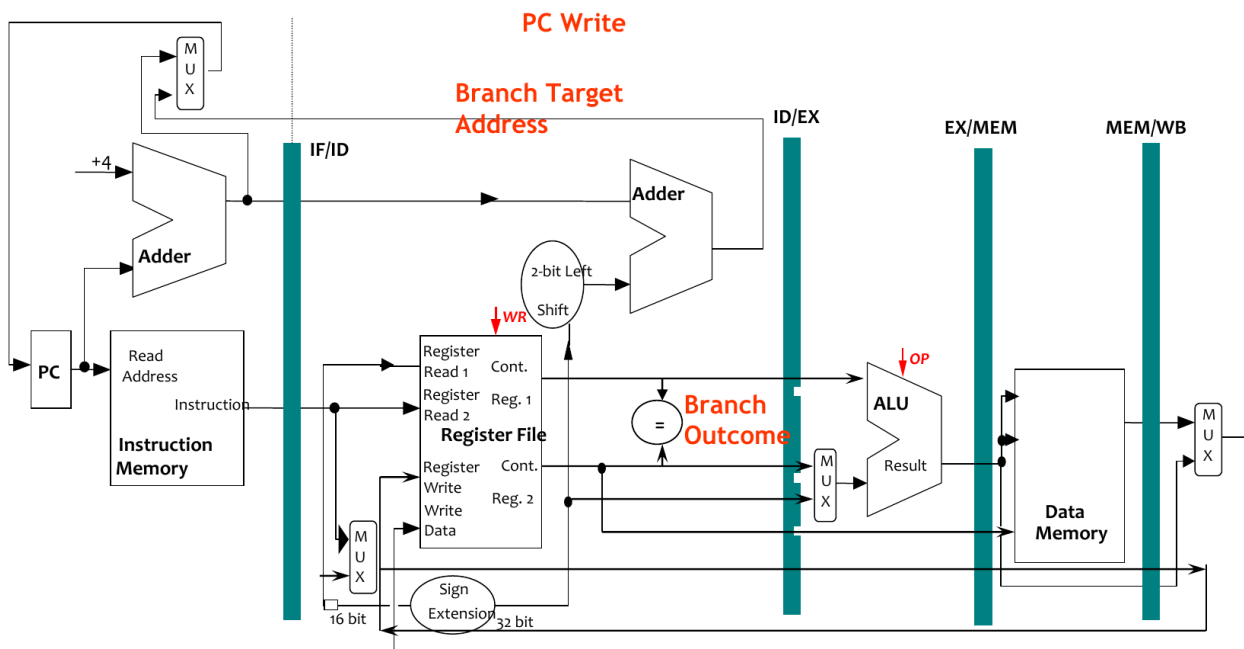 PC Write
M
U
X
Branch Target
Address
ID/EX
EX/MEM
MEM/WB
IF/ID
+4
Adder
Adder
2-bit Left
Shift
WR
OP
PC
Read
Address
Instruction
Instruction
Memory
Register
Read 1
Cont.
Register
Read 2
Reg. 1
Register File
Register
Write
Cont.
Write
Data
Reg. 2
=
Branch
Outcome
M
U
X
ALU
Result
Data
Memory
M
U
X
M
U
X
Sign
Extension
16 bit
32 bit